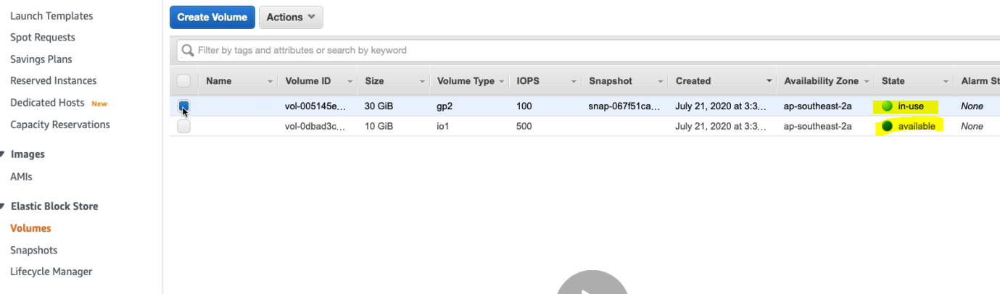 Launch Templates
Spot Requests
Savings Plans
Reserved Instances
Dedicated Hosts New
Capacity Reservations
Images
AMIs
Elastic Block Store
Volumes
Snapshots
Lifecycle Manager
Create Volume Actions
Filter by tags and attributes or search by keyword
Name Volume ID Size Volume Type IOPS Snapshot Created Availability Zone State Alarm St
vol-005145e... 30 GiB gp2 100 snap-067f51ca... July 21, 2020 at 3:3... ap-southeast-2a in-use None
vol-0dbad3c... 10 GiB io1 500 July 21, 2020 at 3:3... ap-southeast-2a available None